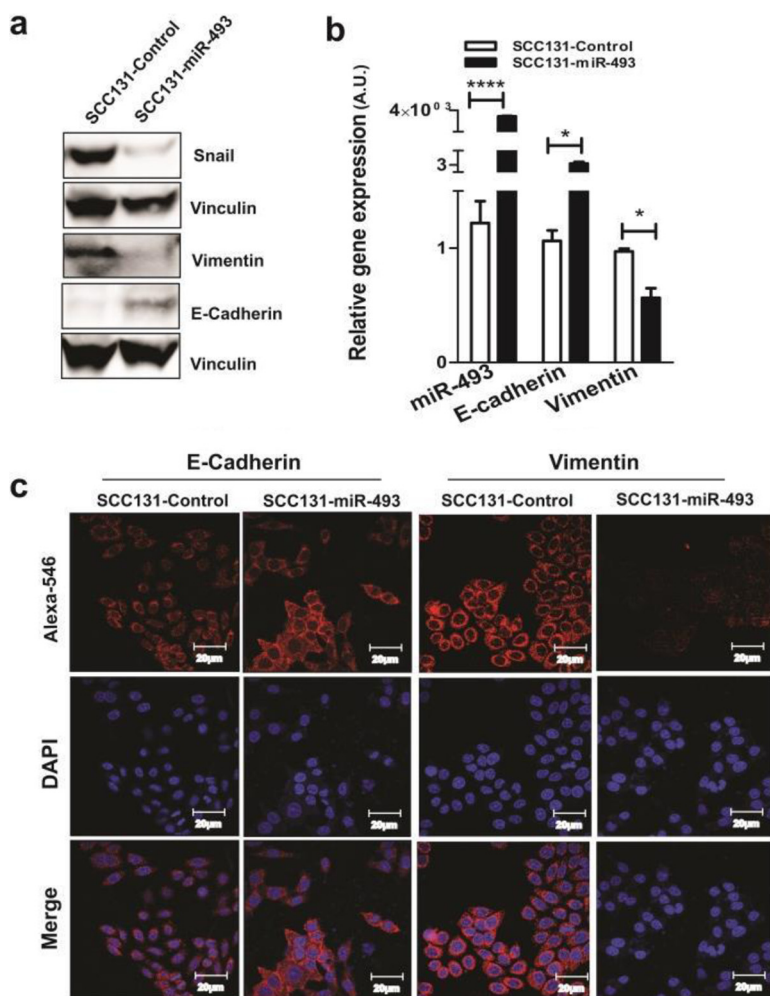 a
SCC131-Control
SCC131-miR-493
Snail
Vinculin
Vimentin
E-Cadherin
Vinculin
b
SCC131-Control
SCC131-miR-493
Relative gene expression (A.U.)
4×10⁰³
3
1
0
****
*
*
miR-493
E-cadherin
Vimentin
c
E-Cadherin
Vimentin
SCC131-Control
SCC131-miR-493
SCC131-Control
SCC131-miR-493
Alexa-546
20µm
20µm
20µm
20µm
DAPI
20µm
20µm
20µm
20µm
Merge
20µm
20µm
20µm
20µm